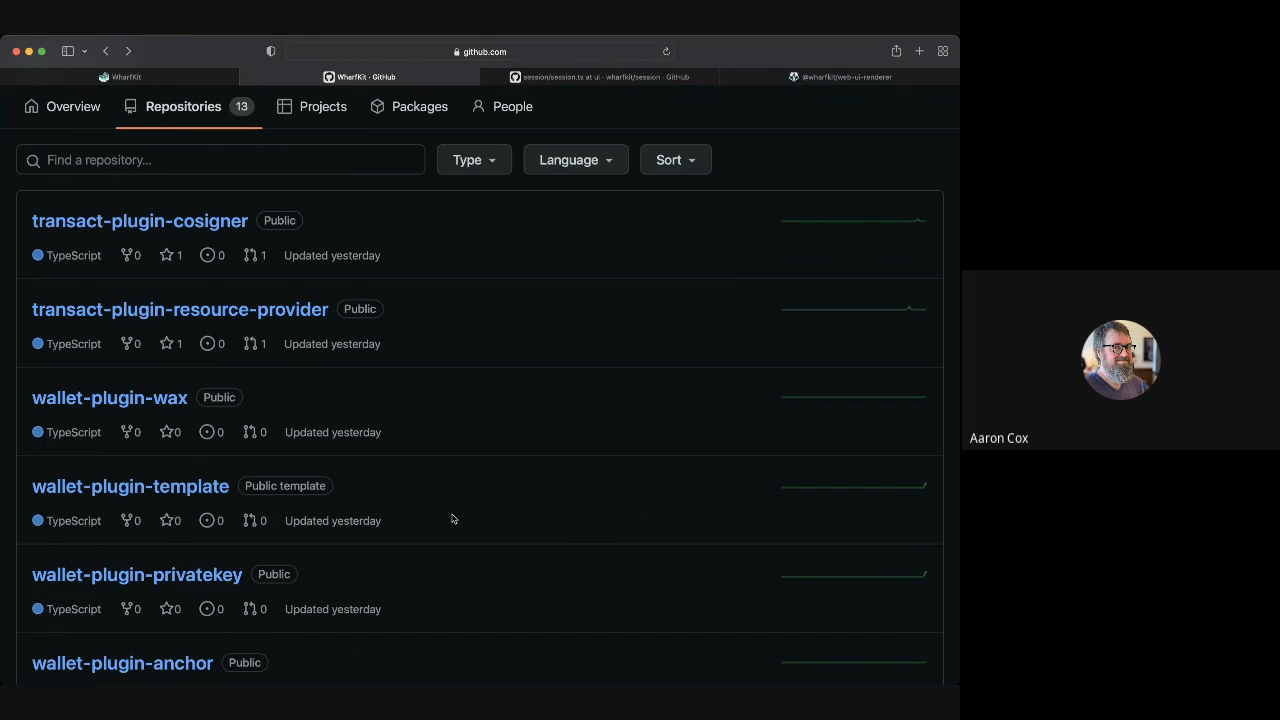 github.com
WharfKit
WharfKit · GitHub
session/session.ts at ui · wharfkit/session · GitHub
@wharfkit/web-ui-renderer
Overview
Repositories 13
Projects
Packages
People
Find a repository...
Type
Language
Sort
transact-plugin-cosigner Public
TypeScript 0 1 0 1 Updated yesterday
transact-plugin-resource-provider Public
TypeScript 0 1 0 1 Updated yesterday
wallet-plugin-wax Public
TypeScript 0 0 0 0 Updated yesterday
wallet-plugin-template Public template
TypeScript 0 0 0 0 Updated yesterday
wallet-plugin-privatekey Public
TypeScript 0 0 0 0 Updated yesterday
wallet-plugin-anchor Public
Aaron Cox